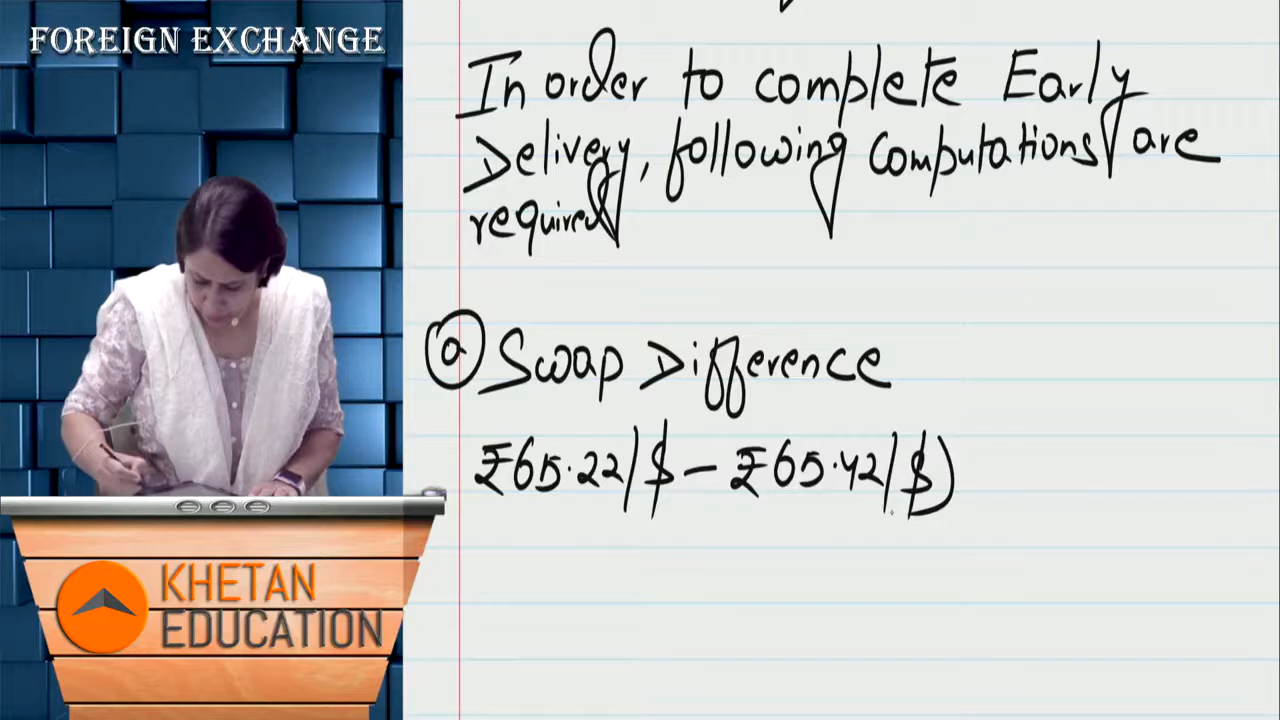 FOREIGN EXCHANGE
In order to complete Early
Delivery, following computations are
required
(a) Swap Difference
₹65.22/$ - ₹65.42/$)
KHETAN
EDUCATION